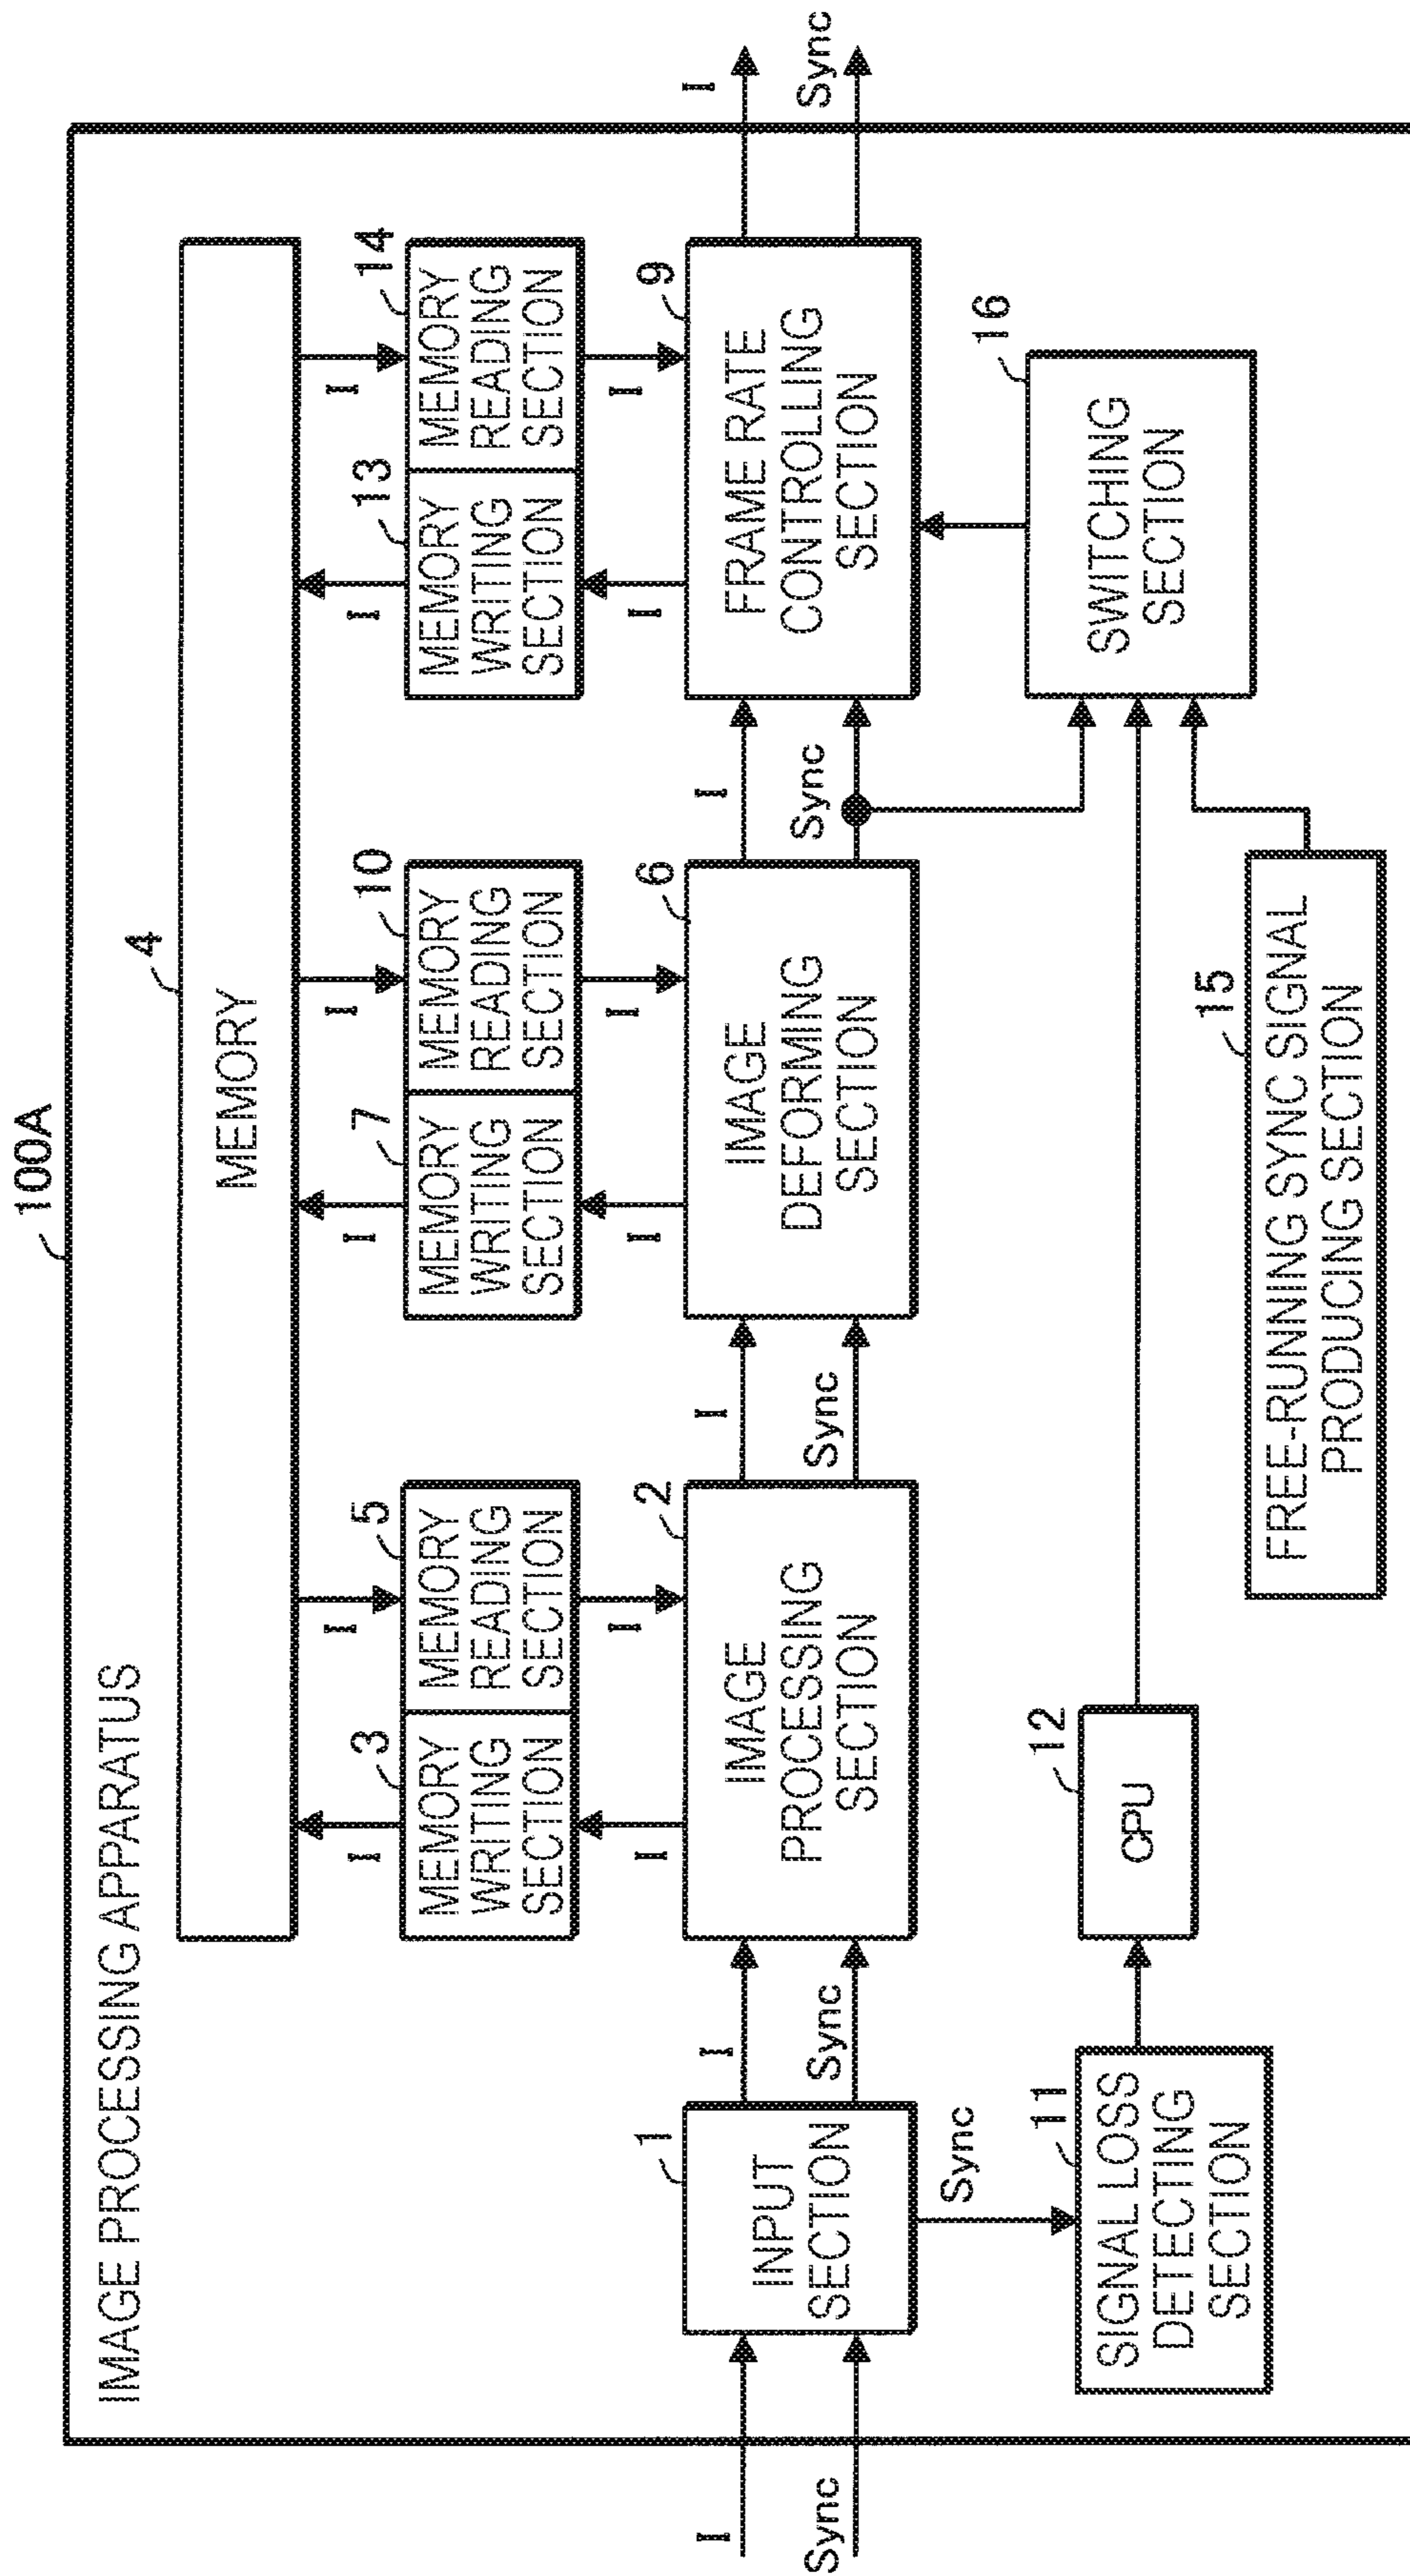 100A
IMAGE PROCESSING APPARATUS
4
MEMORY
3
MEMORY
WRITING
SECTION
5
MEMORY
READING
SECTION
7
MEMORY
WRITING
SECTION
10
MEMORY
READING
SECTION
13
MEMORY
WRITING
SECTION
14
MEMORY
READING
SECTION
I
I
I
I
I
I
I
I
I
I
I
I
1
INPUT
SECTION
2
IMAGE
PROCESSING
SECTION
6
IMAGE
DEFORMING
SECTION
9
FRAME RATE
CONTROLLING
SECTION
I
I
I
I
I
Sync
Sync
Sync
Sync
Sync
Sync
11
SIGNAL LOSS
DETECTING
SECTION
12
CPU
16
SWITCHING
SECTION
15
FREE-RUNNING SYNC SIGNAL
PRODUCING SECTION